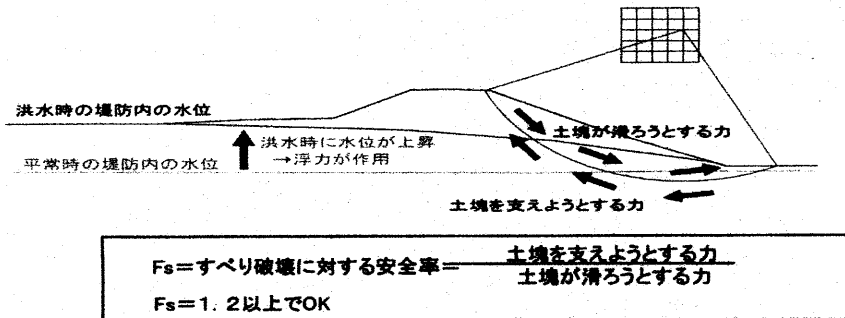 洪水時の堤防内の水位
土塊が滑ろうとする力
洪水時に水位が上昇
→浮力が作用
平常時の堤防内の水位
土塊を支えようとする力
Fs=すべり破壊に対する安全率=土塊を支えようとする力
土塊が滑ろうとする力
Fs=1. 2以上でOK